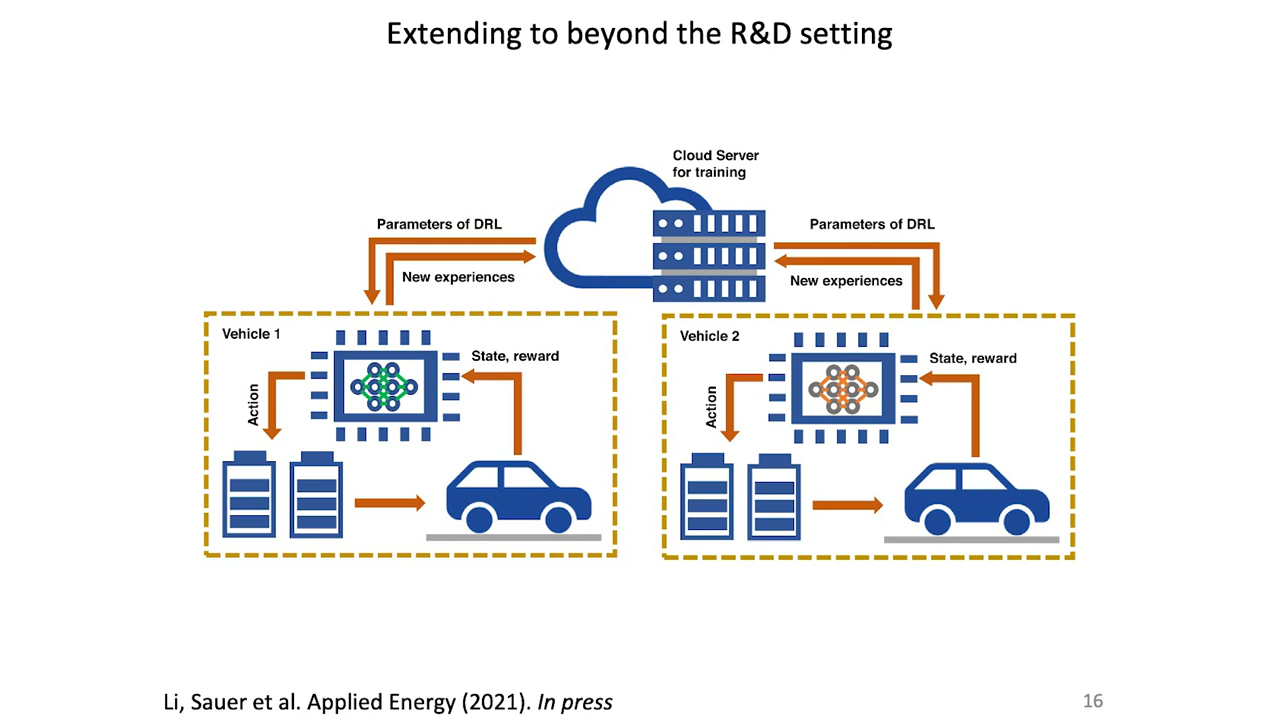 Extending to beyond the R&D setting
Cloud Server
for training
Parameters of DRL
New experiences
Parameters of DRL
New experiences
Vehicle 1
State, reward
Action
Vehicle 2
State, reward
Action
Li, Sauer et al. Applied Energy (2021). In press
16